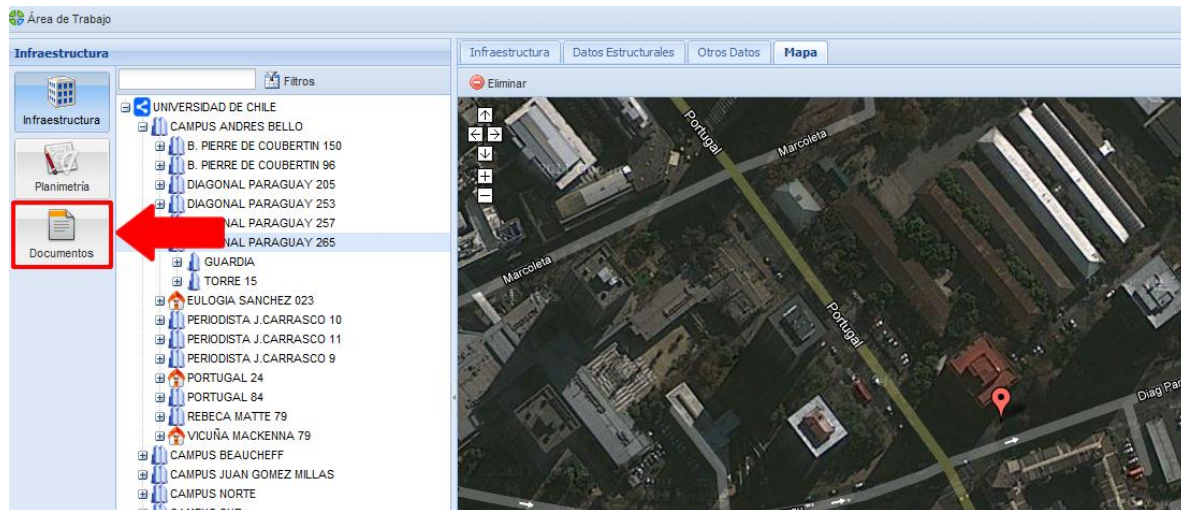 Área de Trabajo
Infraestructura
Infraestructura
Planimetría
Documentos
Filtros
UNIVERSIDAD DE CHILE
CAMPUS ANDRES BELLO
B. PIERRE DE COUBERTIN 150
B. PIERRE DE COUBERTIN 96
DIAGONAL PARAGUAY 205
DIAGONAL PARAGUAY 253
NAL PARAGUAY 257
NAL PARAGUAY 265
GUARDIA
TORRE 15
EULOGIA SANCHEZ 023
PERIODISTA J.CARRASCO 10
PERIODISTA J.CARRASCO 11
PERIODISTA J.CARRASCO 9
PORTUGAL 24
PORTUGAL 84
REBECA MATTE 79
VICUÑA MACKENNA 79
CAMPUS BEAUCHEFF
CAMPUS JUAN GOMEZ MILLAS
CAMPUS NORTE
Infraestructura Datos Estructurales Otros Datos Mapa
Eliminar
Portugal
Marcoleta
Marcoleta
Portugal
Diag Par